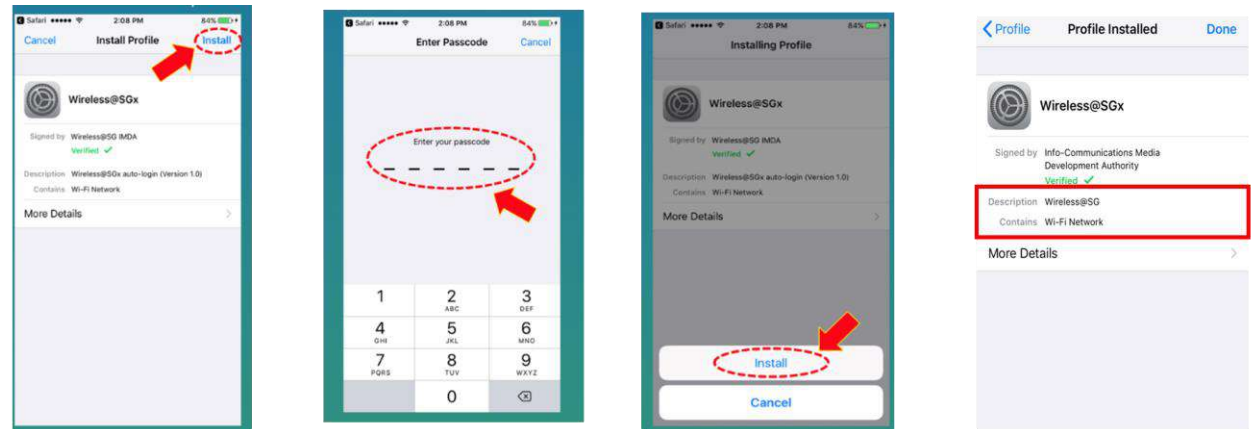 Safari 2:08 PM 84%
Cancel Install Profile Install
Wireless@SGx
Signed by Wireless@SG IMDA
Verified ✓
Description Wireless@SGx auto-login (Version 1.0)
Contains Wi-Fi Network
More Details
Safari 2:08 PM 84%
Enter Passcode Cancel
Enter your passcode
1 2 3
ABC DEF
4 5 6
GHI JKL MNO
7 8 9
PQRS TUV WXYZ
0
Safari 2:08 PM 84%
Installing Profile
Wireless@SGx
Signed by Wireless@SG IMDA
Verified ✓
Description Wireless@SGx auto-login (Version 1.0)
Contains Wi-Fi Network
More Details
Install
Cancel
Profile Profile Installed Done
Wireless@SGx
Signed by Info-Communications Media
Development Authority
Verified ✓
Description Wireless@SG
Contains Wi-Fi Network
More Details